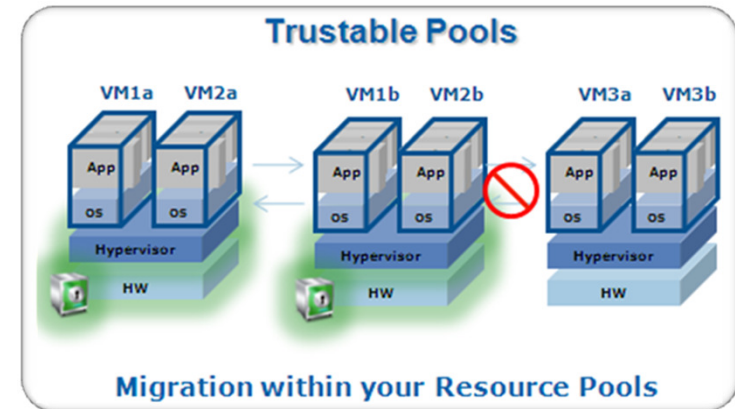 Trustable Pools
VM1a VM2a VM1b VM2b VM3a VM3b
App App App App App App
OS OS OS OS OS OS
Hypervisor Hypervisor Hypervisor
HW HW HW
Migration within your Resource Pools